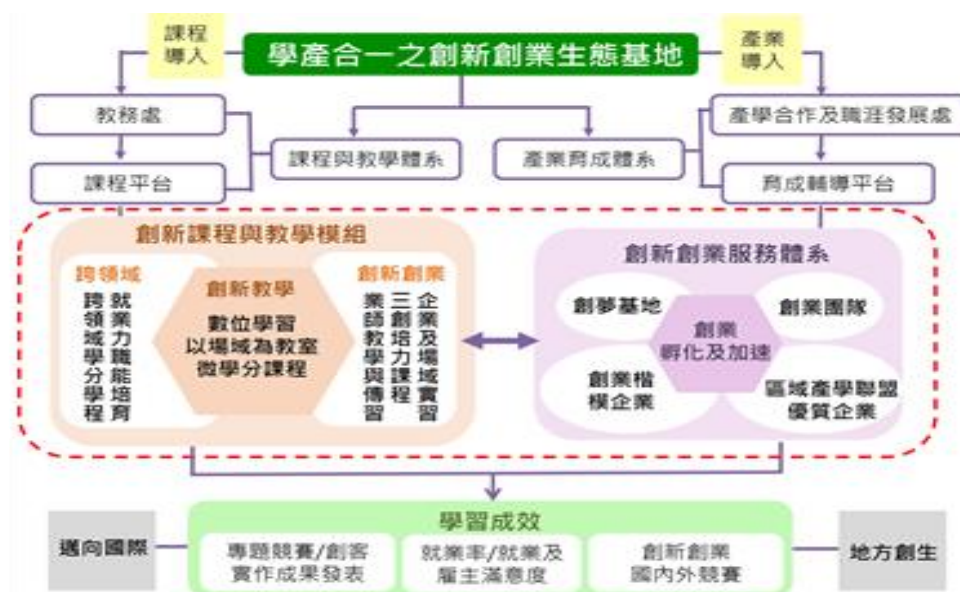 課程
導入
學產合一之創新創業生態基地
產業
導入
教務處
產學合作及職涯發展處
課程與教學體系
產業育成體系
課程平台
育成輔導平台
創新課程與教學模組
創新創業服務體系
跨領域
跨領域學分學程
就業力職能培育
創新教學
數位學習
以場域為教室
微學分課程
創新創業
業師教學與傳習
三創培力課程
企業及場域實習
創夢基地
創業團隊
創業
孵化及加速
創業楷
模企業
區域產學聯盟
優質企業
學習成效
邁向國際
專題競賽/創客
實作成果發表
就業率/就業及
雇主滿意度
創新創業
國內外競賽
地方創生